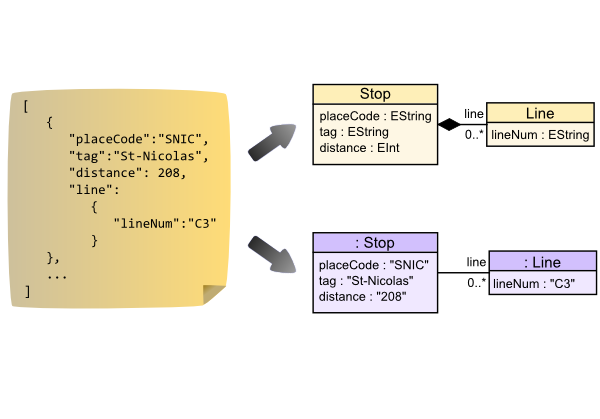 [
{
"placeCode":"SNIC",
"tag":"St-Nicolas",
"distance": 208,
"line":
{
"lineNum":"C3"
}
},
...
]
Stop
placeCode : EString
tag : EString
distance : EInt
line
0..*
Line
lineNum : EString
: Stop
placeCode : "SNIC"
tag : "St-Nicolas"
distance : "208"
line
0..*
: Line
lineNum : "C3"